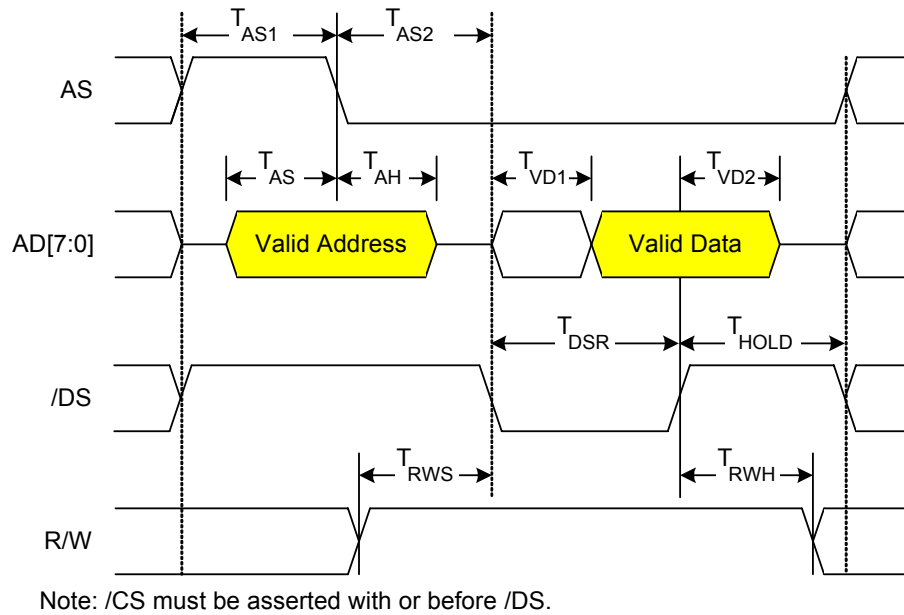 TAS1 TAS2
AS
TAS TAH TVD1 TVD2
AD[7:0] Valid Address Valid Data
TDSR THOLD
/DS
TRWS TRWH
R/W
Note: /CS must be asserted with or before /DS.